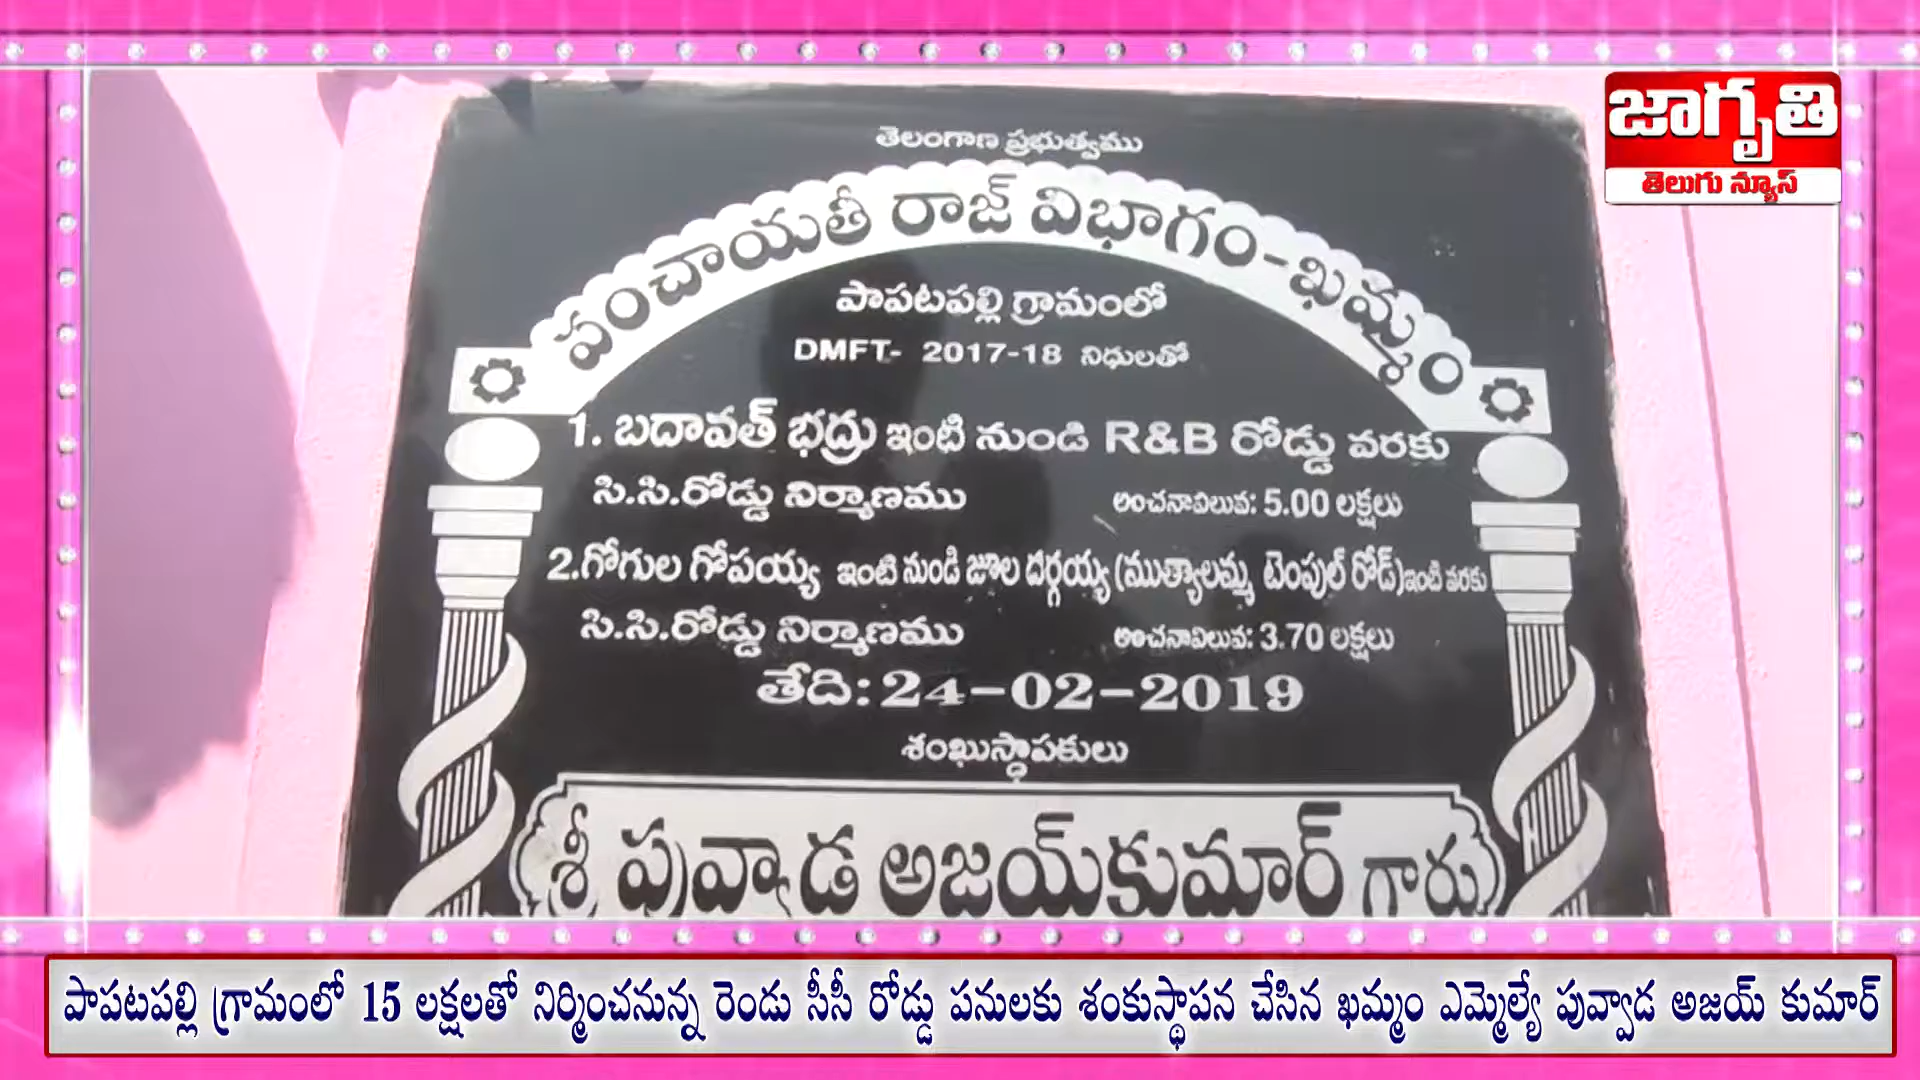 జాగృతి
తెలుగు న్యూస్
తెలంగాణ ప్రభుత్వము
పంచాయతీ రాజ్ విభాగం-ఖమ్మం
పాపటపల్లి గ్రామంలో
DMFT- 2017-18 నిధులతో
1. బదావత్ భద్రు ఇంటి నుండి R&B రోడ్డు వరకు
సి.సి.రోడ్డు నిర్మాణము అంచనావిలువ: 5.00 లక్షలు
2.గోగుల గోపయ్య ఇంటి నుండి జూల దర్గయ్య (ముత్యాలమ్మ టెంపుల్ రోడ్) ఇంటి వరకు
సి.సి.రోడ్డు నిర్మాణము అంచనావిలువ: 3.70 లక్షలు
తేది: 24-02-2019
శంఖుస్థాపకులు
శ్రీ పువ్వాడ అజయ్‌కుమార్ గారు
పాపటపల్లి గ్రామంలో 15 లక్షలతో నిర్మించనున్న రెండు సీసీ రోడ్డు పనులకు శంకుస్థాపన చేసిన ఖమ్మం ఎమ్మెల్యే పువ్వాడ అజయ్ కుమార్